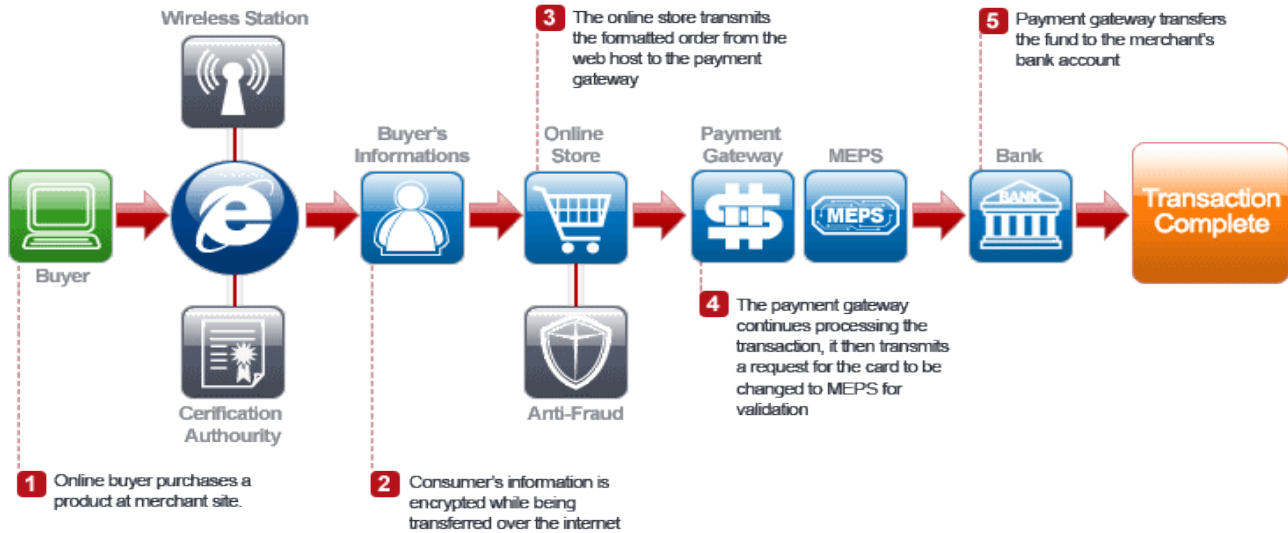 Wireless Station
3 The online store transmits
the formatted order from the
web host to the payment
gateway
5 Payment gateway transfers
the fund to the merchant's
bank account
Buyer's
Informations
Online
Store
Payment
Gateway
MEPS
Bank
MEPS
BANK
Transaction
Complete
Buyer
4 The payment gateway
continues processing the
transaction, it then transmits
a request for the card to be
changed to MEPS for
validation
Cerification
Authourity
Anti-Fraud
1 Online buyer purchases a
product at merchant site.
2 Consumer's information is
encrypted while being
transferred over the internet